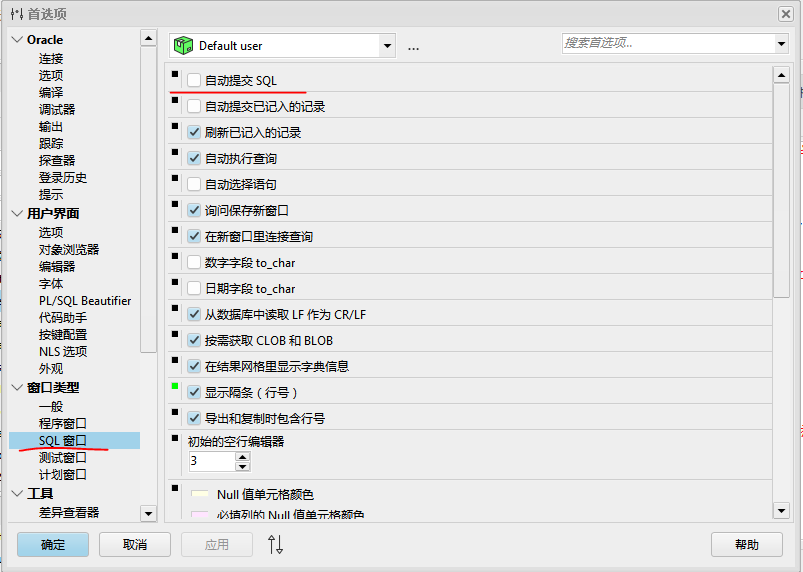 首选项
Oracle
连接
选项
编译
调试器
输出
跟踪
探查器
登录历史
提示
用户界面
选项
对象浏览器
编辑器
字体
PL/SQL Beautifier
代码助手
按键配置
NLS 选项
外观
窗口类型
一般
程序窗口
SQL 窗口
测试窗口
计划窗口
工具
差异查看器
Default user
...
搜索首选项...
自动提交 SQL
自动提交已记入的记录
刷新已记入的记录
自动执行查询
自动选择语句
询问保存新窗口
在新窗口里连接查询
数字字段 to_char
日期字段 to_char
从数据库中读取 LF 作为 CR/LF
按需获取 CLOB 和 BLOB
在结果网格里显示字典信息
显示隔条（行号）
导出和复制时包含行号
初始的空行编辑器
3
Null 值单元格颜色
必填列的 Null 值单元格颜色
确定
取消
应用
帮助